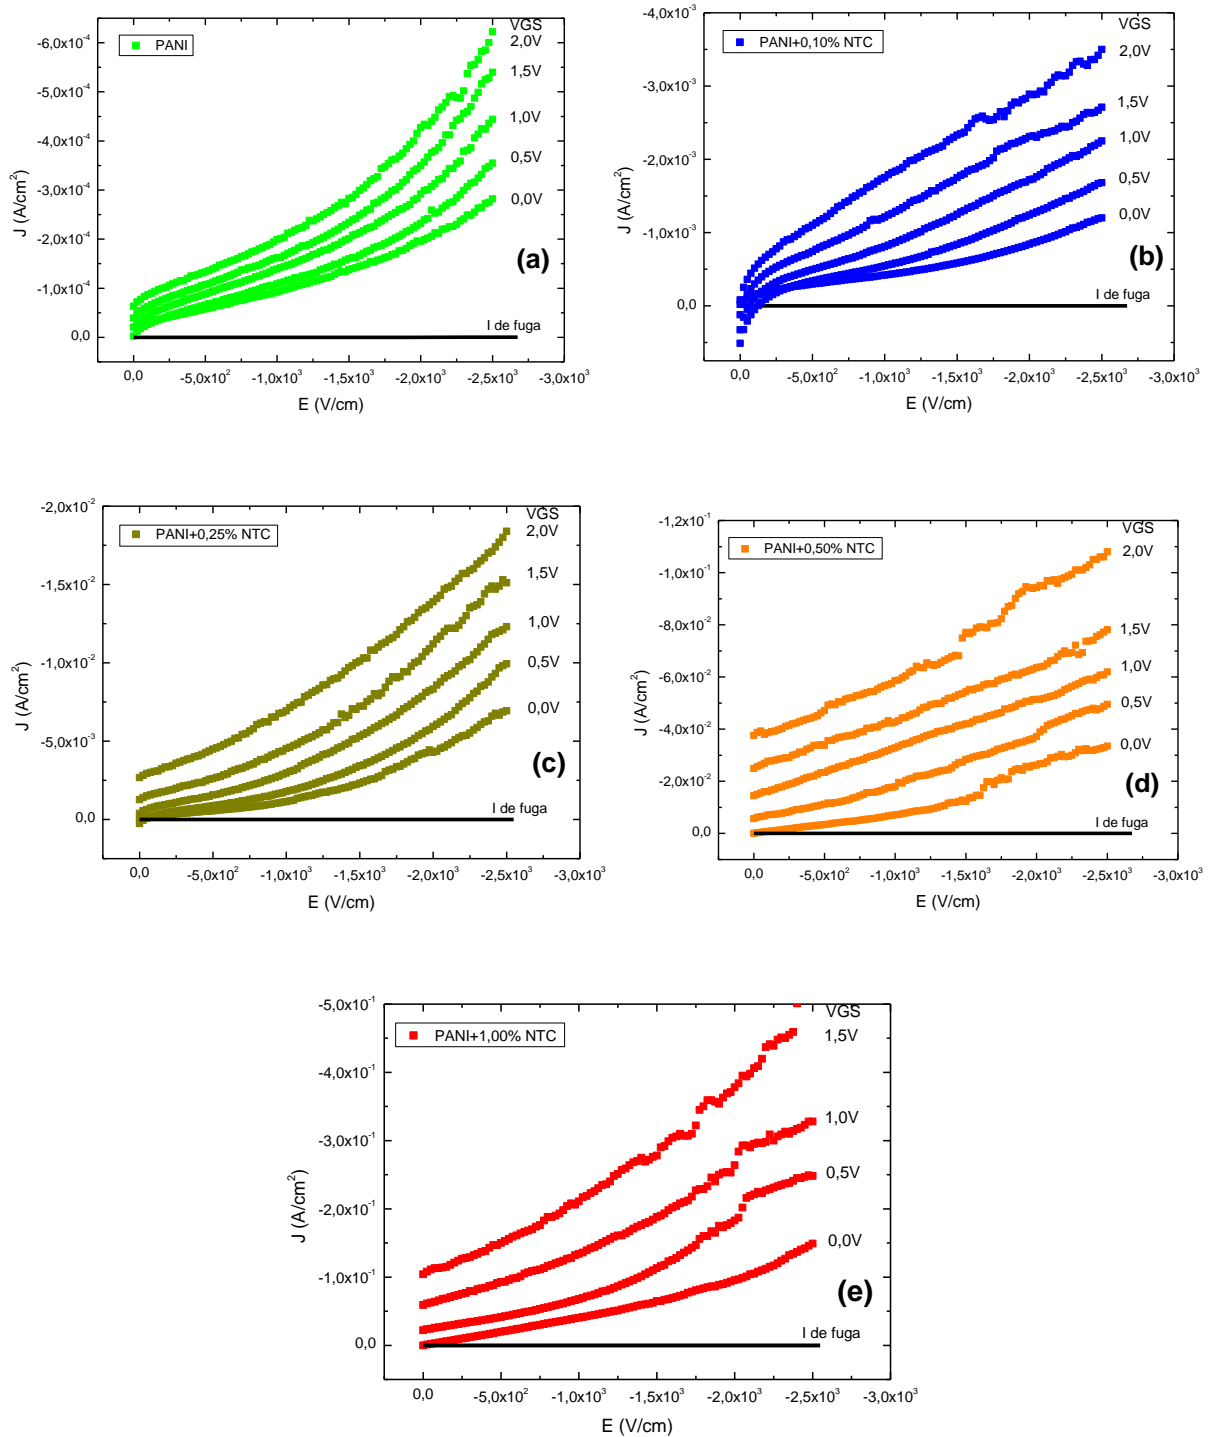 PANI
VGS
2,0V
1,5V
1,0V
0,5V
0,0V
-6,0x10⁻⁴
-5,0x10⁻⁴
-4,0x10⁻⁴
-3,0x10⁻⁴
-2,0x10⁻⁴
-1,0x10⁻⁴
0,0
J (A/cm²)
(a)
I de fuga
0,0 -5,0x10² -1,0x10³ -1,5x10³ -2,0x10³ -2,5x10³ -3,0x10³
E (V/cm)
PANI+0,10% NTC
VGS
2,0V
1,5V
1,0V
0,5V
0,0V
-4,0x10⁻³
-3,0x10⁻³
-2,0x10⁻³
-1,0x10⁻³
0,0
J (A/cm²)
(b)
I de fuga
0,0 -5,0x10² -1,0x10³ -1,5x10³ -2,0x10³ -2,5x10³ -3,0x10³
E (V/cm)
PANI+0,25% NTC
VGS
2,0V
1,5V
1,0V
0,5V
0,0V
-2,0x10⁻²
-1,5x10⁻²
-1,0x10⁻²
-5,0x10⁻³
0,0
J (A/cm²)
(c)
I de fuga
0,0 -5,0x10² -1,0x10³ -1,5x10³ -2,0x10³ -2,5x10³ -3,0x10³
E (V/cm)
PANI+0,50% NTC
VGS
2,0V
1,5V
1,0V
0,5V
0,0V
-1,2x10⁻¹
-1,0x10⁻¹
-8,0x10⁻²
-6,0x10⁻²
-4,0x10⁻²
-2,0x10⁻²
0,0
J (A/cm²)
(d)
I de fuga
0,0 -5,0x10² -1,0x10³ -1,5x10³ -2,0x10³ -2,5x10³ -3,0x10³
E (V/cm)
PANI+1,00% NTC
VGS
1,5V
1,0V
0,5V
0,0V
-5,0x10⁻¹
-4,0x10⁻¹
-3,0x10⁻¹
-2,0x10⁻¹
-1,0x10⁻¹
0,0
J (A/cm²)
(e)
I de fuga
0,0 -5,0x10² -1,0x10³ -1,5x10³ -2,0x10³ -2,5x10³ -3,0x10³
E (V/cm)